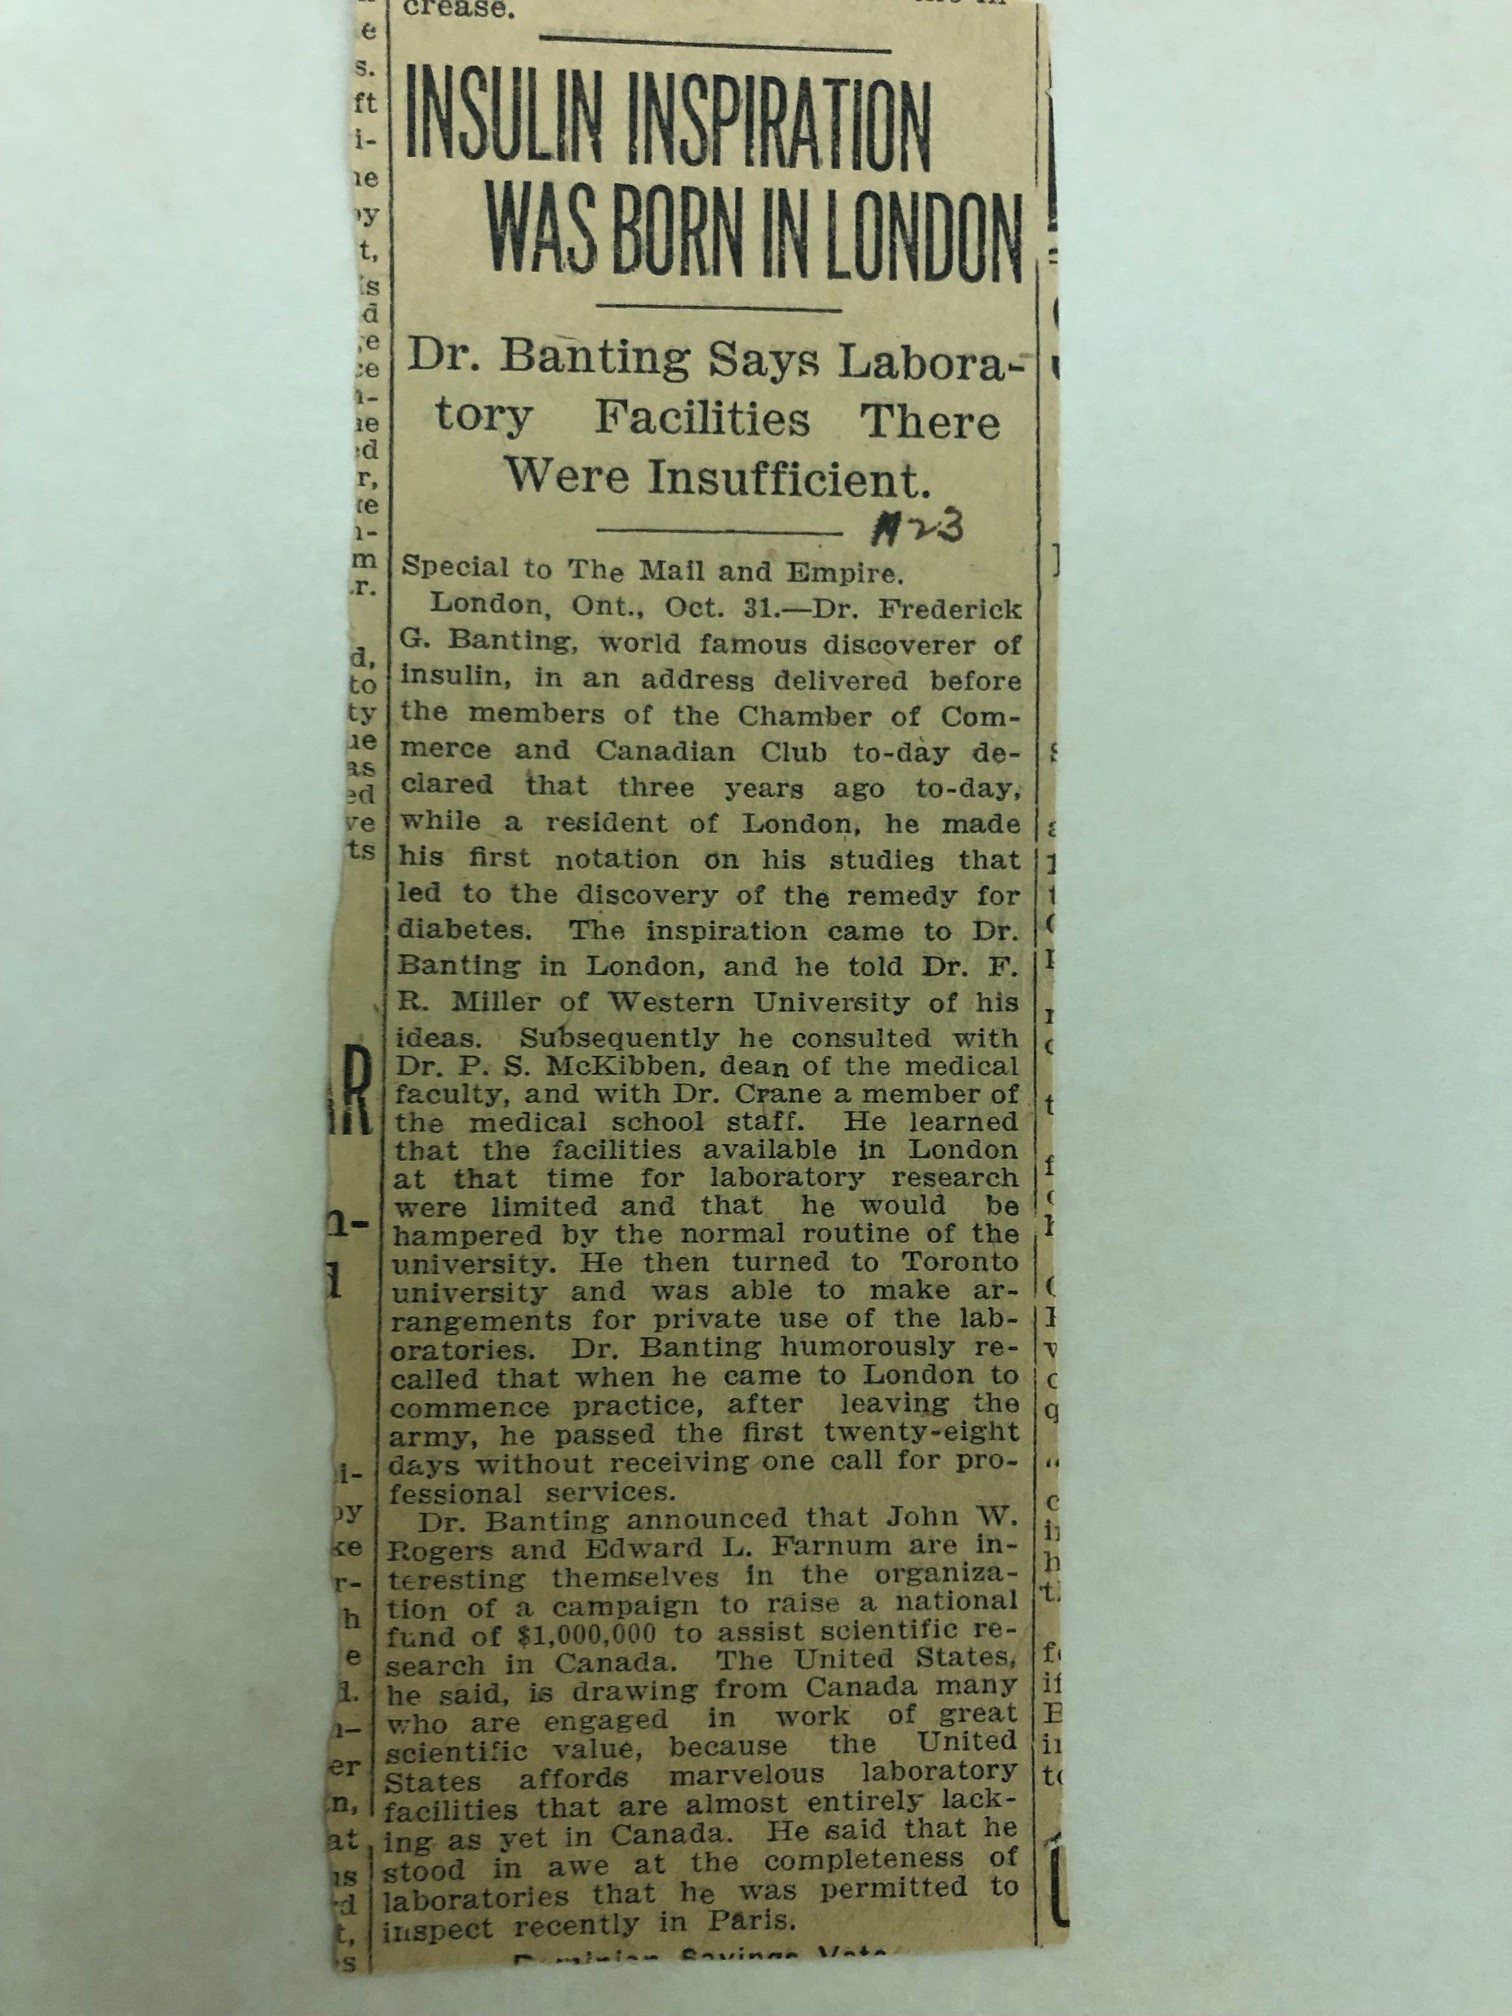 crease.
INSULIN INSPIRATION
WAS BORN IN LONDON
Dr. Banting Says Labora-
tory Facilities There
Were Insufficient.
23
Special to The Mail and Empire.
London, Ont., Oct. 31.—Dr. Frederick
G. Banting, world famous discoverer of
insulin, in an address delivered before
the members of the Chamber of Com-
merce and Canadian Club to-day de-
clared that three years ago to-day,
while a resident of London, he made
his first notation on his studies that
led to the discovery of the remedy for
diabetes. The inspiration came to Dr.
Banting in London, and he told Dr. F.
R. Miller of Western University of his
ideas. Subsequently he consulted with
Dr. P. S. McKibben, dean of the medical
faculty, and with Dr. Crane a member of
the medical school staff. He learned
that the facilities available in London
at that time for laboratory research
were limited and that he would be
hampered by the normal routine of the
university. He then turned to Toronto
university and was able to make ar-
rangements for private use of the lab-
oratories. Dr. Banting humorously re-
called that when he came to London to
commence practice, after leaving the
army, he passed the first twenty-eight
days without receiving one call for pro-
fessional services.
Dr. Banting announced that John W.
Rogers and Edward L. Farnum are in-
teresting themselves in the organiza-
tion of a campaign to raise a national
fund of $1,000,000 to assist scientific re-
search in Canada. The United States,
he said, is drawing from Canada many
who are engaged in work of great
scientific value, because the United
States affords marvelous laboratory
facilities that are almost entirely lack-
ing as yet in Canada. He said that he
stood in awe at the completeness of
laboratories that he was permitted to
inspect recently in Paris.